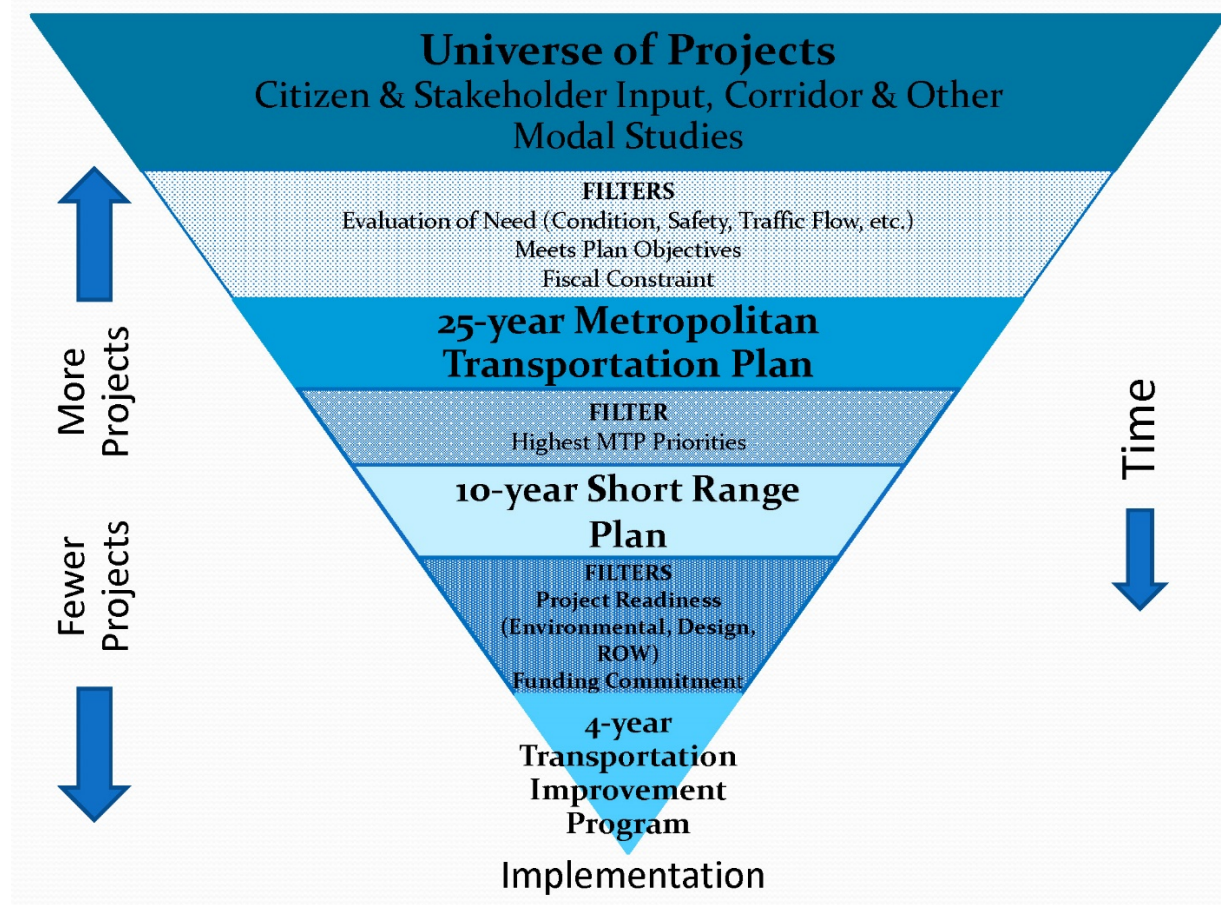 Universe of Projects
Citizen & Stakeholder Input, Corridor & Other
Modal Studies
FILTERS
Evaluation of Need (Condition, Safety, Traffic Flow, etc.)
Meets Plan Objectives
Fiscal Constraint
25-year Metropolitan
Transportation Plan
FILTER
Highest MTP Priorities
10-year Short Range
Plan
FILTERS
Project Readiness
(Environmental, Design,
ROW)
Funding Commitment
4-year
Transportation
Improvement
Program
Implementation
More
Projects
Fewer
Projects
Time